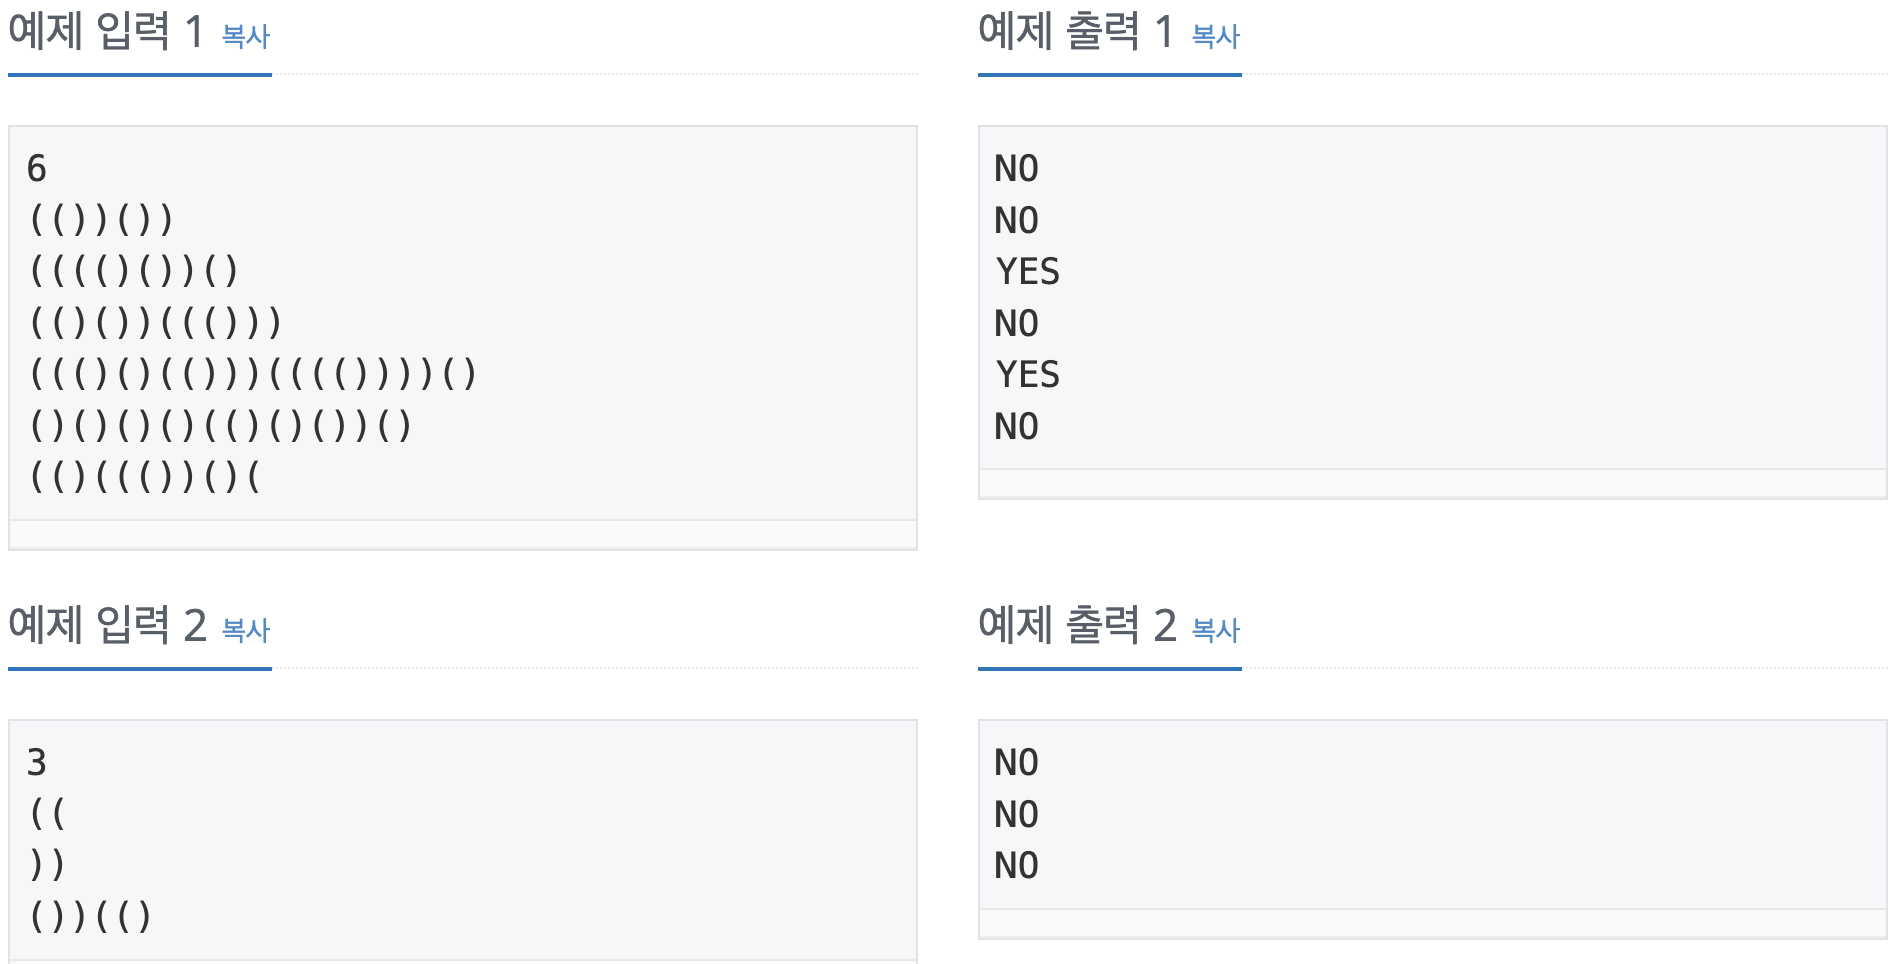 예제 입력 1 복사
6
(())())
(((()())()
(()())((()))
((()()(()))(((())))()
()()()()(()()())()
(()((())()(
예제 출력 1 복사
NO
NO
YES
NO
YES
NO
예제 입력 2 복사
3
((
))
())(()
예제 출력 2 복사
NO
NO
NO